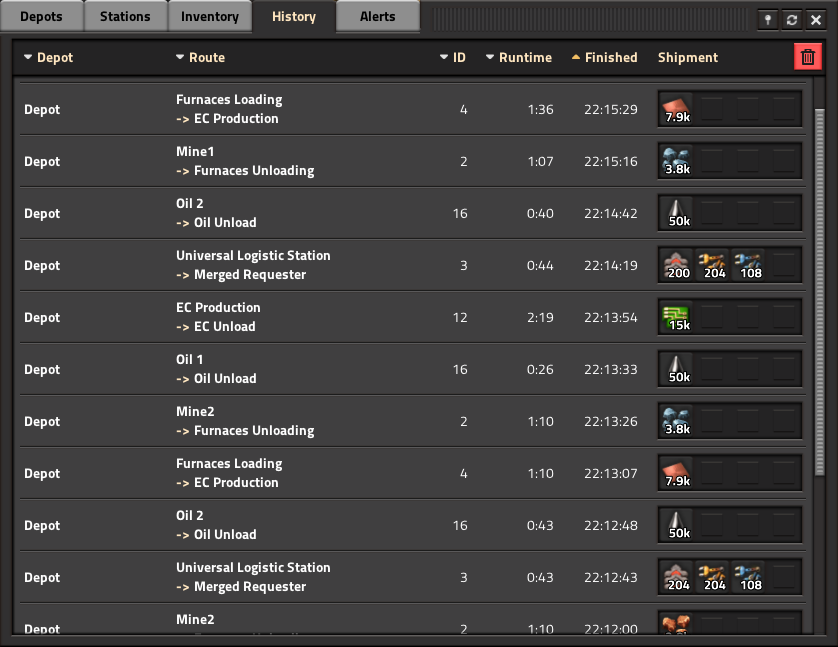 Depots Stations Inventory History Alerts
Depot Route ID Runtime Finished Shipment
Furnaces Loading
Depot 4 1:36 22:15:29 7.9k
-> EC Production
Mine1
Depot 2 1:07 22:15:16 3.8k
-> Furnaces Unloading
Oil 2
Depot 16 0:40 22:14:42 50k
-> Oil Unload
Universal Logistic Station
Depot 3 0:44 22:14:19 200 204 108
-> Merged Requester
EC Production
Depot 12 2:19 22:13:54 15k
-> EC Unload
Oil 1
Depot 16 0:26 22:13:33 50k
-> Oil Unload
Mine2
Depot 2 1:10 22:13:26 3.8k
-> Furnaces Unloading
Furnaces Loading
Depot 4 1:10 22:13:07 7.9k
-> EC Production
Oil 2
Depot 16 0:43 22:12:48 50k
-> Oil Unload
Universal Logistic Station
Depot 3 0:43 22:12:43 204 204 108
-> Merged Requester
Mine2
Depot 2 1:10 22:12:00